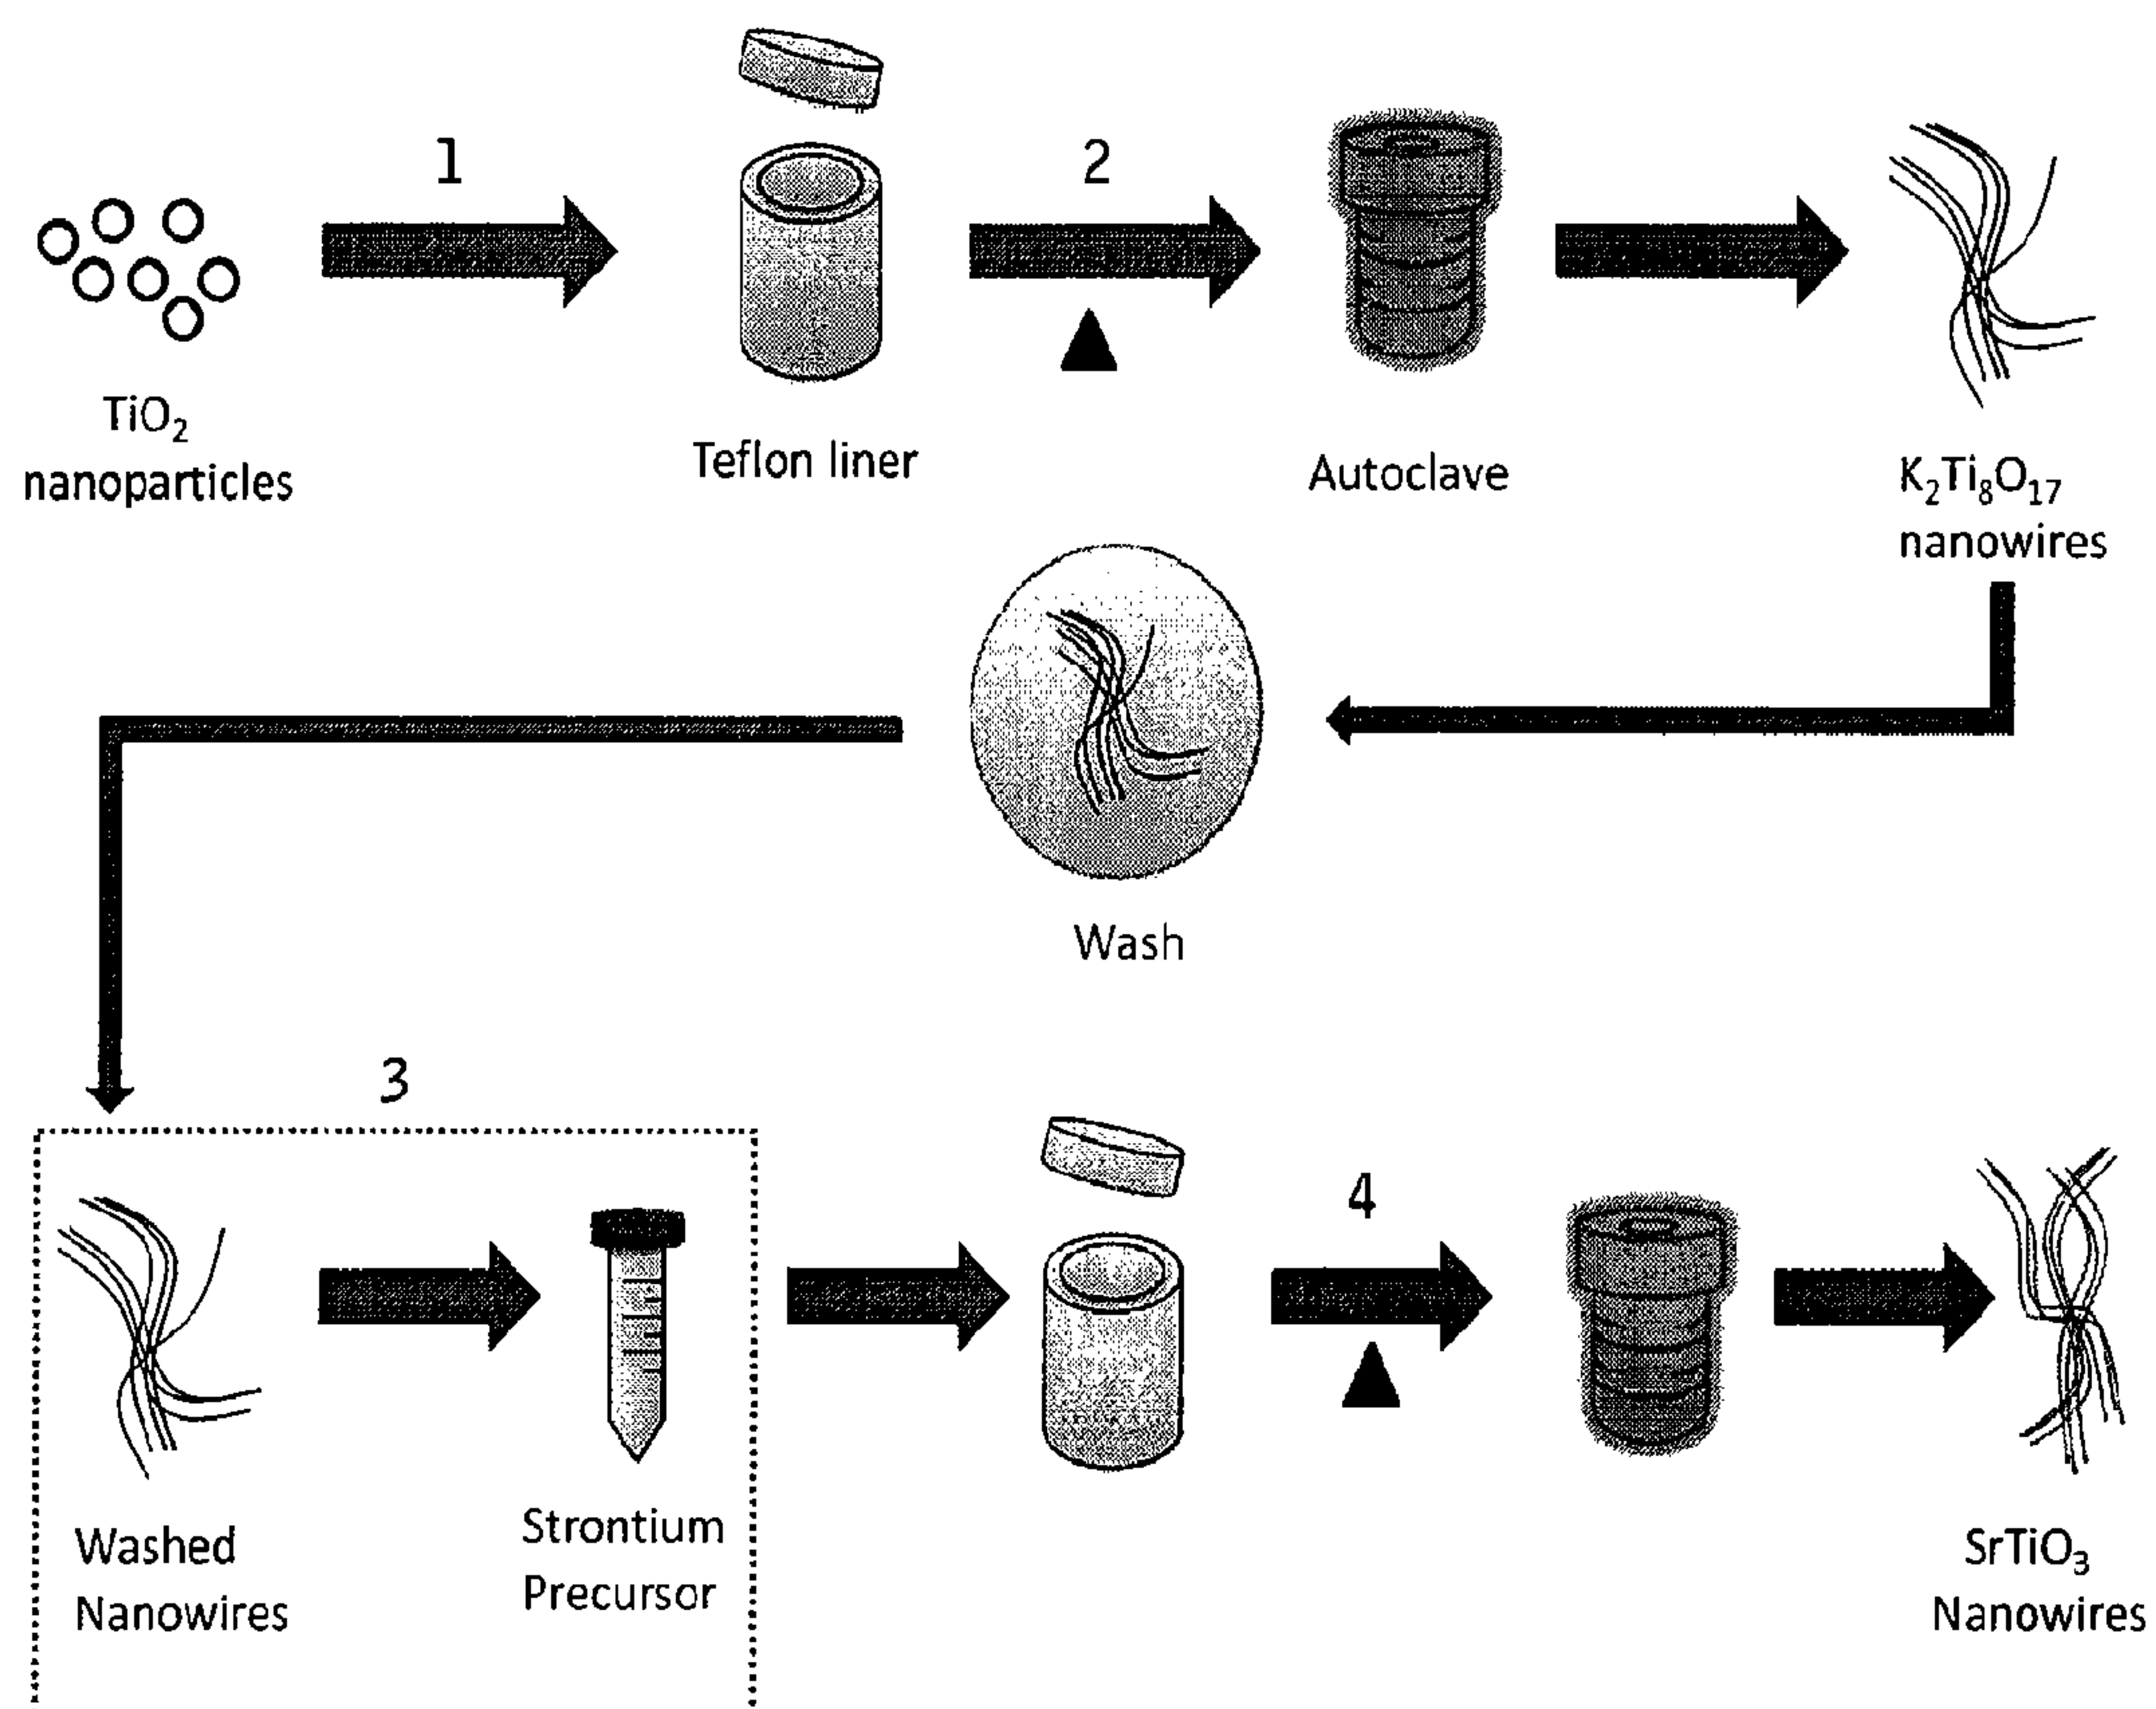 1
2
TiO₂
nanoparticles
Teflon liner
Autoclave
K₂Ti₈O₁₇
nanowires
Wash
3
4
Washed
Nanowires
Strontium
Precursor
SrTiO₃
Nanowires